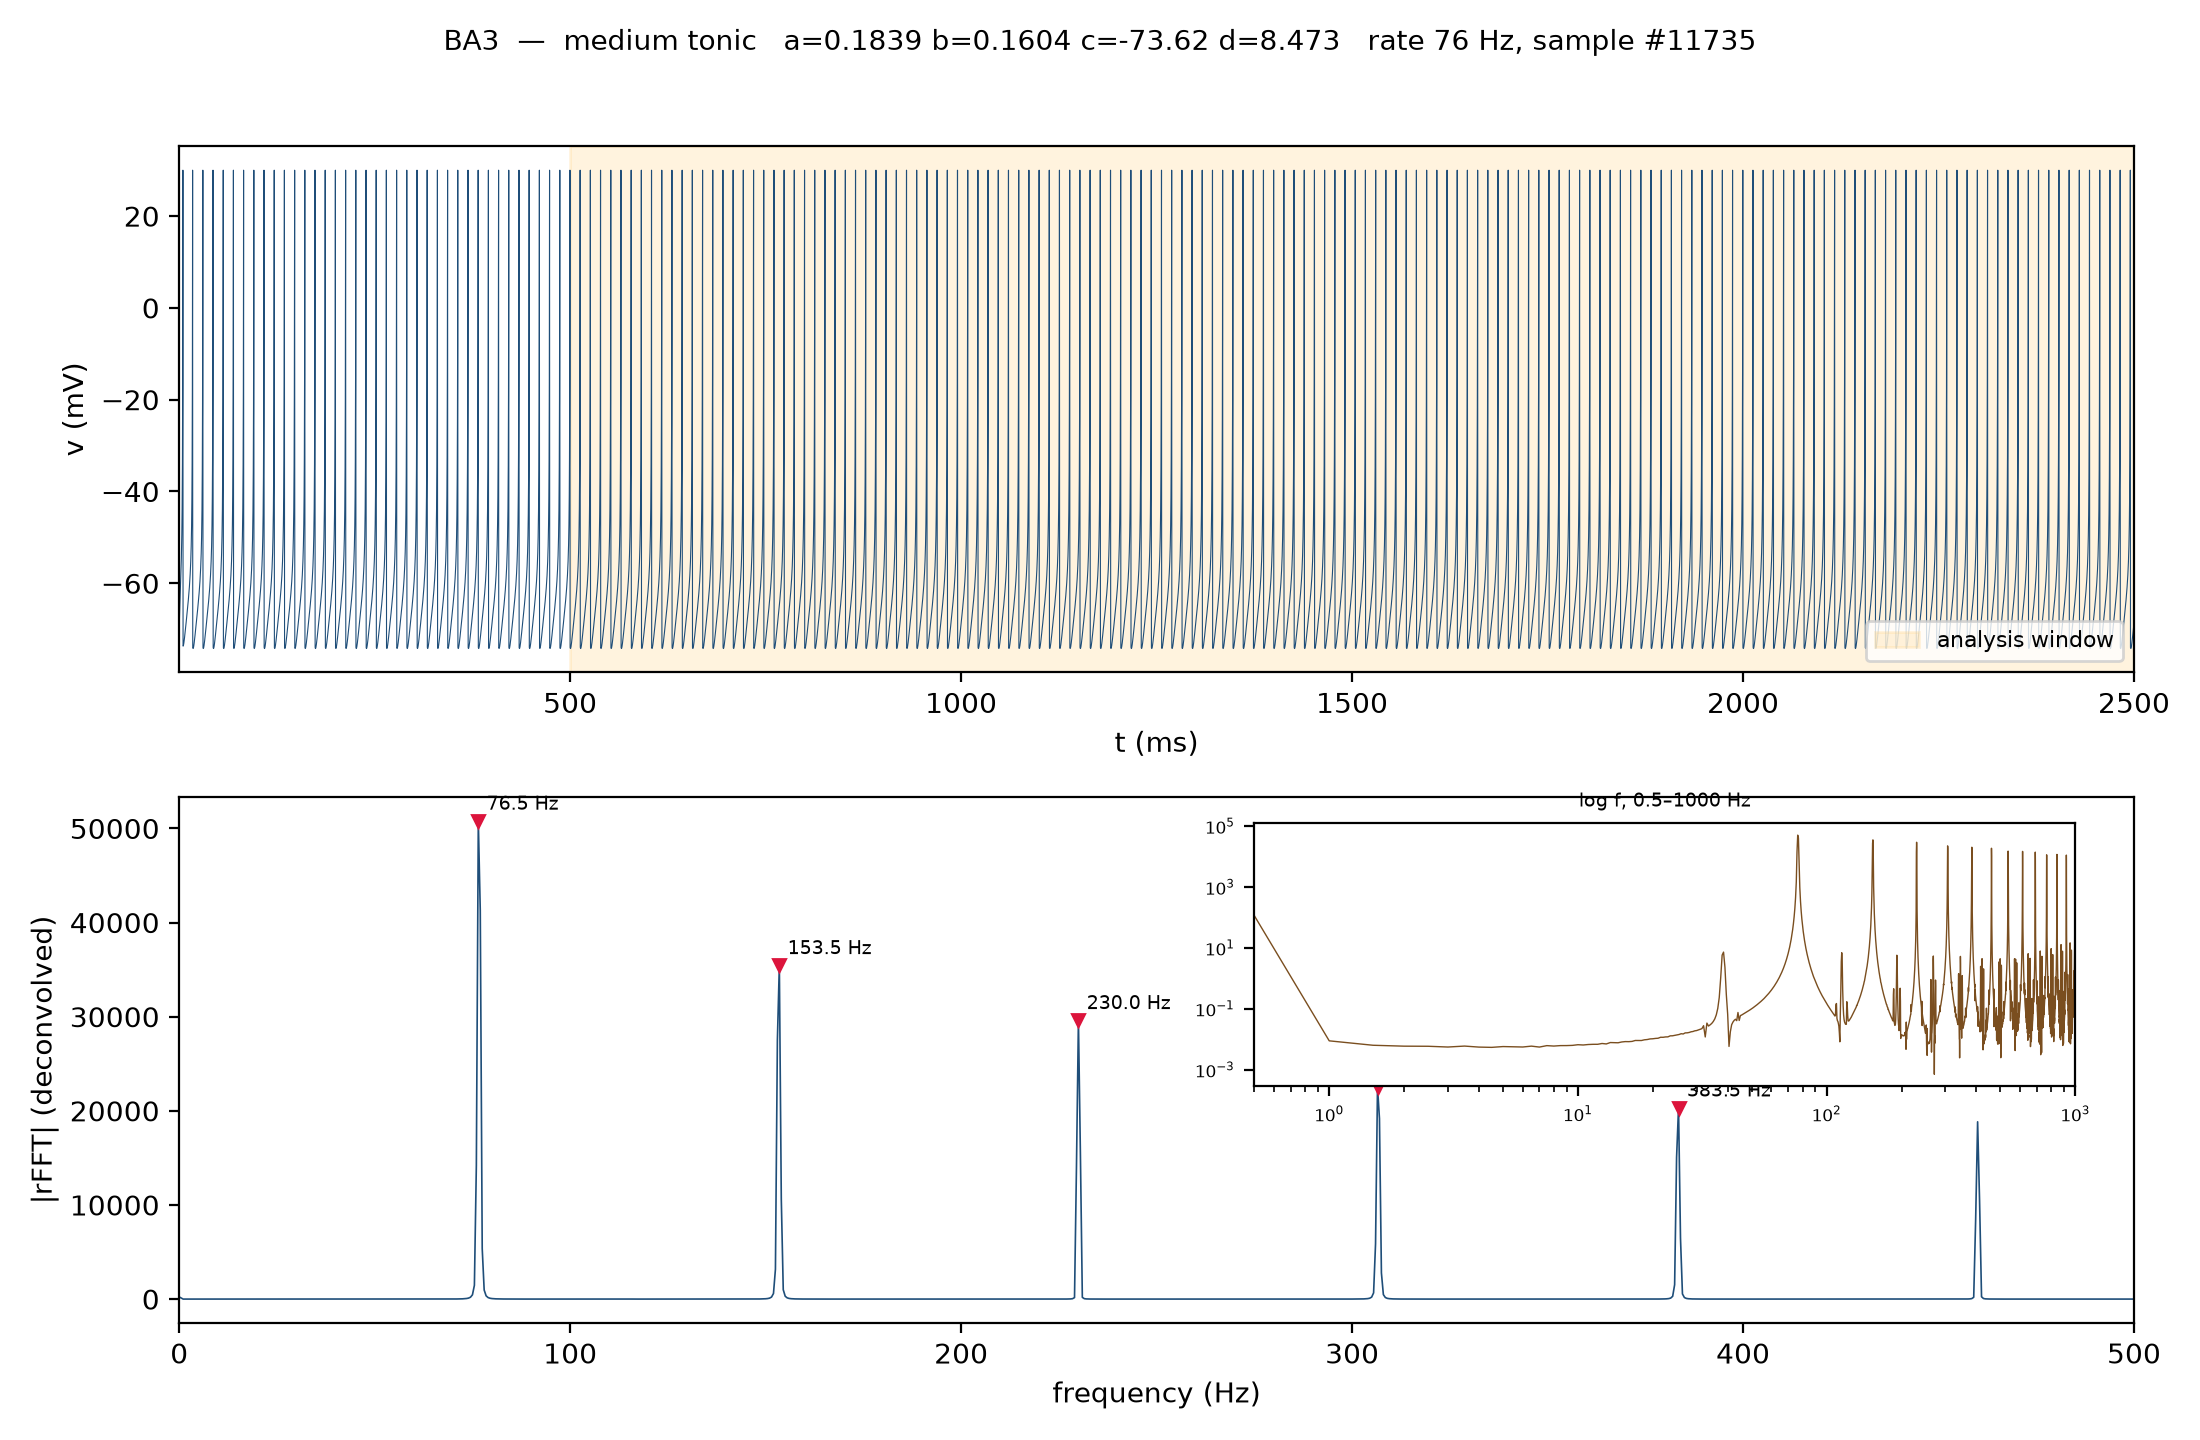 BA3 — medium tonic a=0.1839 b=0.1604 c=-73.62 d=8.473 rate 76 Hz, sample #11735
20
0
−20
−40
−60
v (mV)
analysis window
500
1000
1500
2000
2500
t (ms)
76.5 Hz
153.5 Hz
230.0 Hz
383.5 Hz
log f, 0.5–1000 Hz
10^5
10^3
10^1
10^−1
10^−3
10^0
10^1
10^2
10^3
50000
40000
30000
20000
10000
0
|rFFT| (deconvolved)
0
100
200
300
400
500
frequency (Hz)